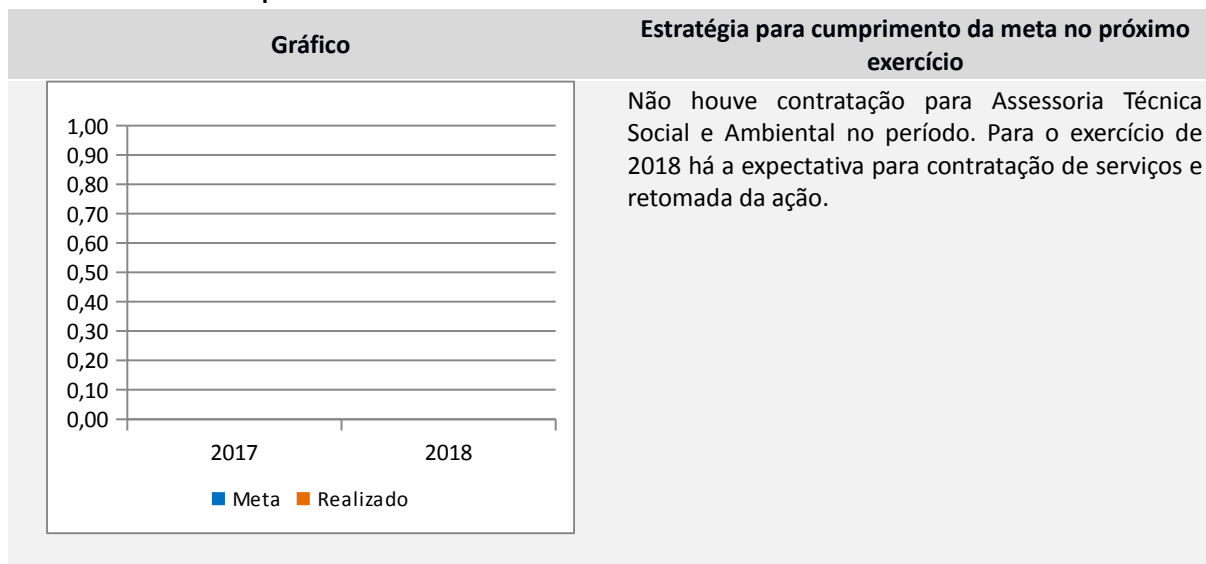 Gráfico
Estratégia para cumprimento da meta no próximo
exercício
1,00
0,90
0,80
0,70
0,60
0,50
0,40
0,30
0,20
0,10
0,00
2017 2018
Meta Realizado
Não houve contratação para Assessoria Técnica
Social e Ambiental no período. Para o exercício de
2018 há a expectativa para contratação de serviços e
retomada da ação.